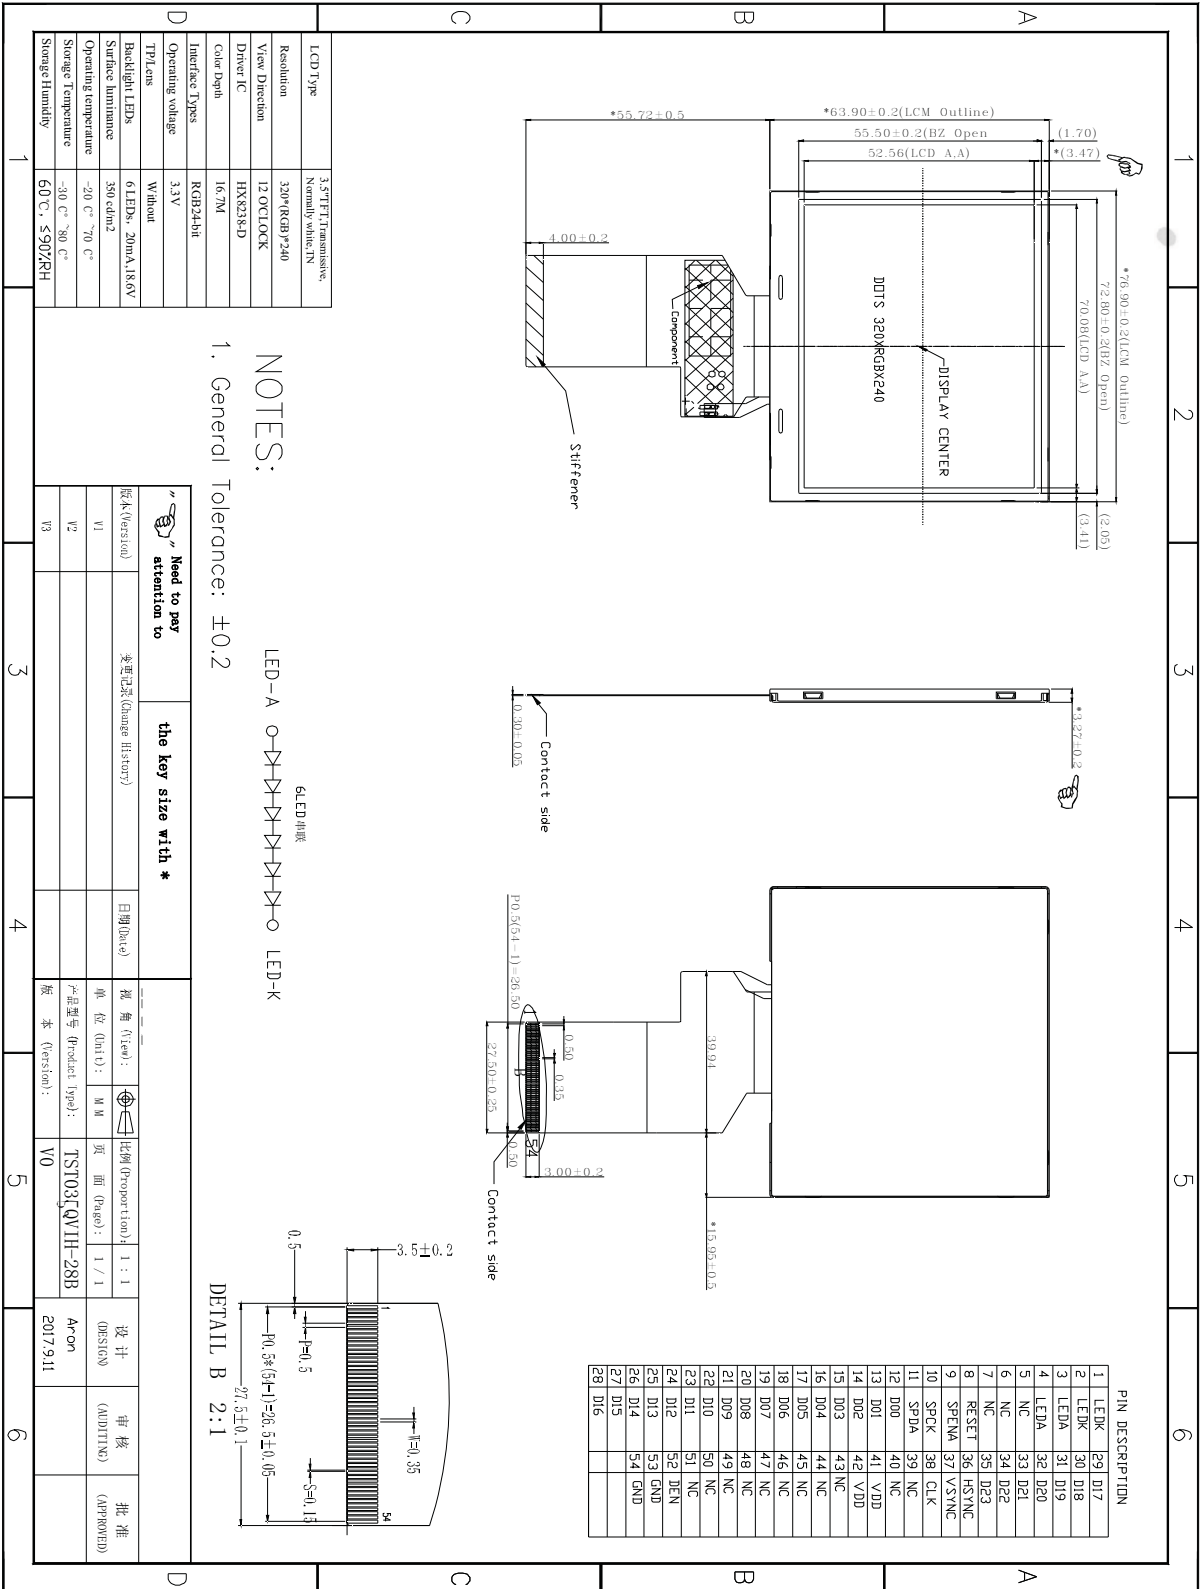 1
2
3
4
5
6
A
B
C
D
*76.90±0.2(LCM Outline)
72.80±0.2(BZ Open)
70.08(LCD A.A)
(2.05)
(3.41)
(1.70)
*(3.47)
*63.90±0.2(LCM Outline)
55.50±0.2(BZ Open
52.56(LCD A.A)
*55.72±0.5
4.00±0.2
DISPLAY CENTER
DOTS 320XRGBX240
Component
Stiffener
*3.27±0.2
0.30±0.05
Contact side
39.94
*15.95±0.5
0.50
0.35
P0.5(54-1)=26.50
27.50±0.25
0.50
3.00±0.2
B
54
Contact side
PIN DESCRIPTION
1 LEDK 29 D17
2 LEDK 30 D18
3 LEDA 31 D19
4 LEDA 32 D20
5 NC 33 D21
6 NC 34 D22
7 NC 35 D23
8 RESET 36 HSYNC
9 SPENA 37 VSYNC
10 SPCK 38 CLK
11 SPDA 39 NC
12 D00 40 NC
13 D01 41 VDD
14 D02 42 VDD
15 D03 43 NC
16 D04 44 NC
17 D05 45 NC
18 D06 46 NC
19 D07 47 NC
20 D08 48 NC
21 D09 49 NC
22 D10 50 NC
23 D11 51 NC
24 D12 52 DEN
25 D13 53 GND
26 D14 54 GND
27 D15
28 D16
3.5±0.2
0.5
1
54
P=0.5
W=0.35
S=0.15
P0.5*(54-1)=26.5±0.05
27.5±0.1
DETAIL B 2:1
LCD Type 3.5"TFT,Transmissive, Normally white,TN
Resolution 320*(RGB)*240
View Direction 12 O'CLOCK
Driver IC HX8238-D
Color Depth 16.7M
Interface Types RGB24-bit
Operating voltage 3.3V
TP/Lens Without
Backlight LEDs 6 LEDs, 20mA,18.6V
Surface luminance 350 cd/m2
Operating temperature -20 C° ~70 C°
Storage Temperature -30 C° ~80 C°
Storage Humidity 60℃, ≤90%RH
NOTES:
1. General Tolerance: ±0.2
6LED串联
LED-A
LED-K
" " Need to pay attention to
the key size with *
版本(Version) 变更记录(Change History) 日期(Date)
V1
V2
V3
视 角 (View): 比例(Proportion): 1 : 1
单 位 (Unit): M M 页 面 (Page): 1 / 1
产品型号 (Product Type):
版 本 (Version): V0
设 计 (DESIGN) 审 核 (AUDITING) 批 准 (APPROVED)
Aron
2017.9.11
A
B
C
D
1
2
3
4
5
6